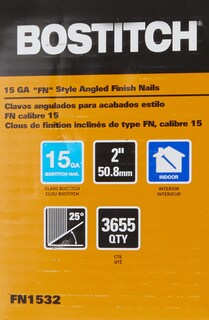 BOSTITCH®
15 GA "FN" Style Angled Finish Nails
Clavos angulados para acabados estilo
FN calibre 15
Clous de finition inclinés de type FN, calibre 15
15 GA
BOSTITCH NAIL
CLAVO BOSTITCH
CLOU BOSTITCH
2"
50.8mm
INDOOR
INTERIOR
INTÉRIEUR
25°
3655
QTY
CTE
QTÉ
FN1532